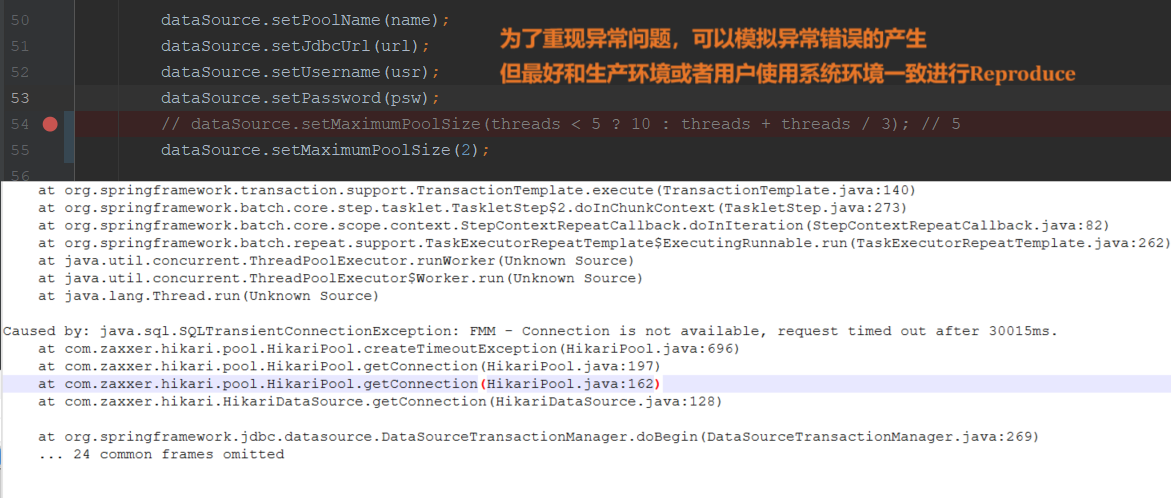 50 dataSource.setPoolName(name);
51 dataSource.setJdbcUrl(url);
为了重现异常问题，可以模拟异常错误的产生
52 dataSource.setUsername(usr);
但最好和生产环境或者用户使用系统环境一致进行Reproduce
53 dataSource.setPassword(psw);
54 // dataSource.setMaximumPoolSize(threads < 5 ? 10 : threads + threads / 3); // 5
55 dataSource.setMaximumPoolSize(2);
56
at org.springframework.transaction.support.TransactionTemplate.execute(TransactionTemplate.java:140)
at org.springframework.batch.core.step.tasklet.TaskletStep$2.doInChunkContext(TaskletStep.java:273)
at org.springframework.batch.core.scope.context.StepContextRepeatCallback.doInIteration(StepContextRepeatCallback.java:82)
at org.springframework.batch.repeat.support.TaskExecutorRepeatTemplate$ExecutingRunnable.run(TaskExecutorRepeatTemplate.java:262)
at java.util.concurrent.ThreadPoolExecutor.runWorker(Unknown Source)
at java.util.concurrent.ThreadPoolExecutor$Worker.run(Unknown Source)
at java.lang.Thread.run(Unknown Source)
Caused by: java.sql.SQLTransientConnectionException: FMM - Connection is not available, request timed out after 30015ms.
at com.zaxxer.hikari.pool.HikariPool.createTimeoutException(HikariPool.java:696)
at com.zaxxer.hikari.pool.HikariPool.getConnection(HikariPool.java:197)
at com.zaxxer.hikari.pool.HikariPool.getConnection(HikariPool.java:162)
at com.zaxxer.hikari.HikariDataSource.getConnection(HikariDataSource.java:128)
at org.springframework.jdbc.datasource.DataSourceTransactionManager.doBegin(DataSourceTransactionManager.java:269)
... 24 common frames omitted